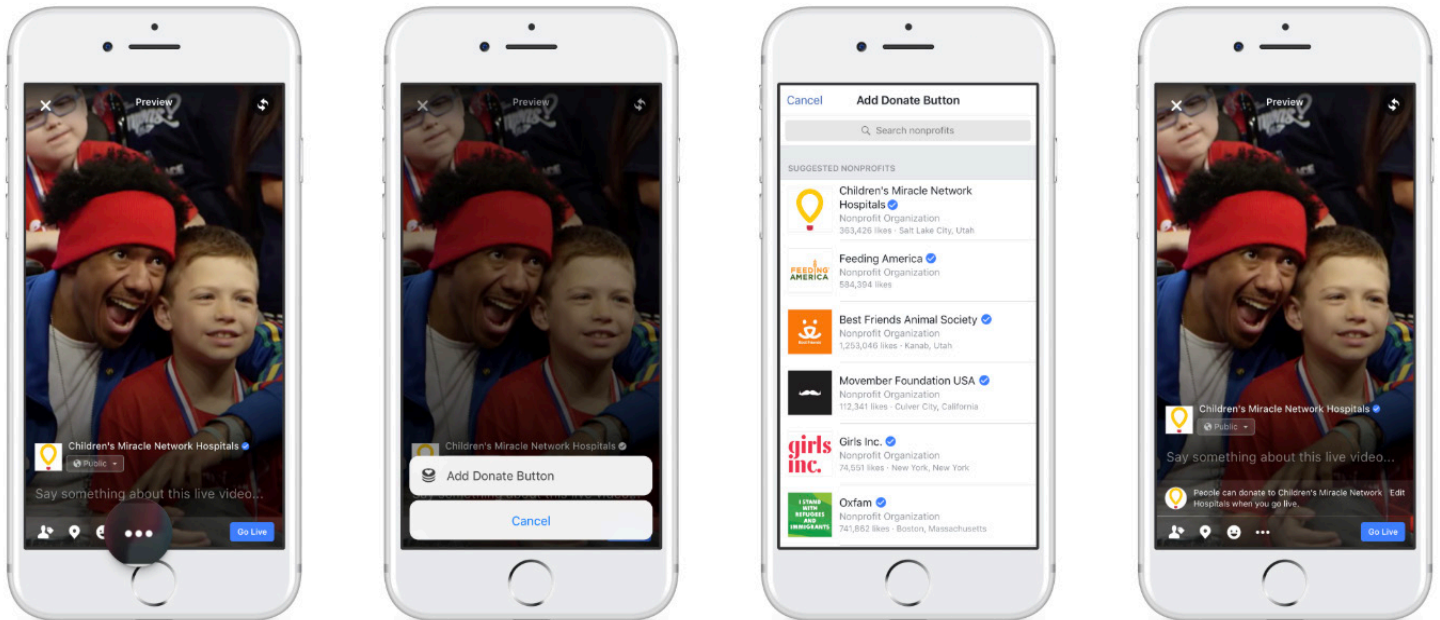 Preview
Children's Miracle Network Hospitals
Public
Say something about this live video...
Go Live
Preview
Children's Miracle Network Hospitals
Add Donate Button
Cancel
Cancel
Add Donate Button
Search nonprofits
SUGGESTED NONPROFITS
Children's Miracle Network
Hospitals
Nonprofit Organization
363,426 likes · Salt Lake City, Utah
FEEDING
AMERICA
Feeding America
Nonprofit Organization
584,394 likes
Best Friends Animal Society
Nonprofit Organization
1,253,046 likes · Kanab, Utah
Movember Foundation USA
Nonprofit Organization
112,341 likes · Culver City, California
girls
inc.
Girls Inc.
Nonprofit Organization
74,551 likes · New York, New York
I STAND
WITH
REFUGEES
AND
IMMIGRANTS
Oxfam
Nonprofit Organization
741,862 likes · Boston, Massachusetts
Preview
Children's Miracle Network Hospitals
Public
Say something about this live video...
People can donate to Children's Miracle Network Edit
Hospitals when you go live.
Go Live